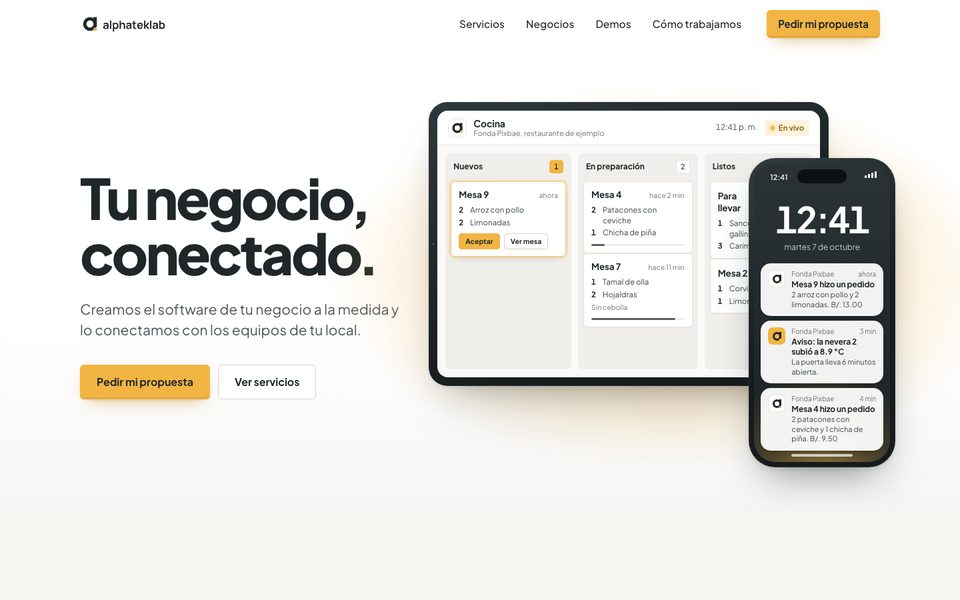 alphateklab
Servicios
Negocios
Demos
Cómo trabajamos
Pedir mi propuesta
Tu negocio,
conectado.
Creamos el software de tu negocio a la medida y
lo conectamos con los equipos de tu local.
Pedir mi propuesta
Ver servicios
Cocina
Fonda Pixbae, restaurante de ejemplo
12:41 p. m.
En vivo
Nuevos 1
Mesa 9 ahora
2 Arroz con pollo
2 Limonadas
Aceptar
Ver mesa
En preparación 2
Mesa 4 hace 2 min
2 Patacones con
ceviche
1 Chicha de piña
Mesa 7 hace 11 min
1 Tamal de olla
2 Hojaldras
Sin cebolla
Listos
Para
llevar
1
3
Mesa 2
1
1
12:41
12:41
martes 7 de octubre
Fonda Pixbae ahora
Mesa 9 hizo un pedido
2 arroz con pollo y 2
limonadas. B/. 13.00
Fonda Pixbae 3 min
Aviso: la nevera 2
subió a 8.9 °C
La puerta lleva 6 minutos
abierta.
Fonda Pixbae 4 min
Mesa 4 hizo un pedido
2 patacones con
ceviche y 1 chicha de
piña. B/. 9.50